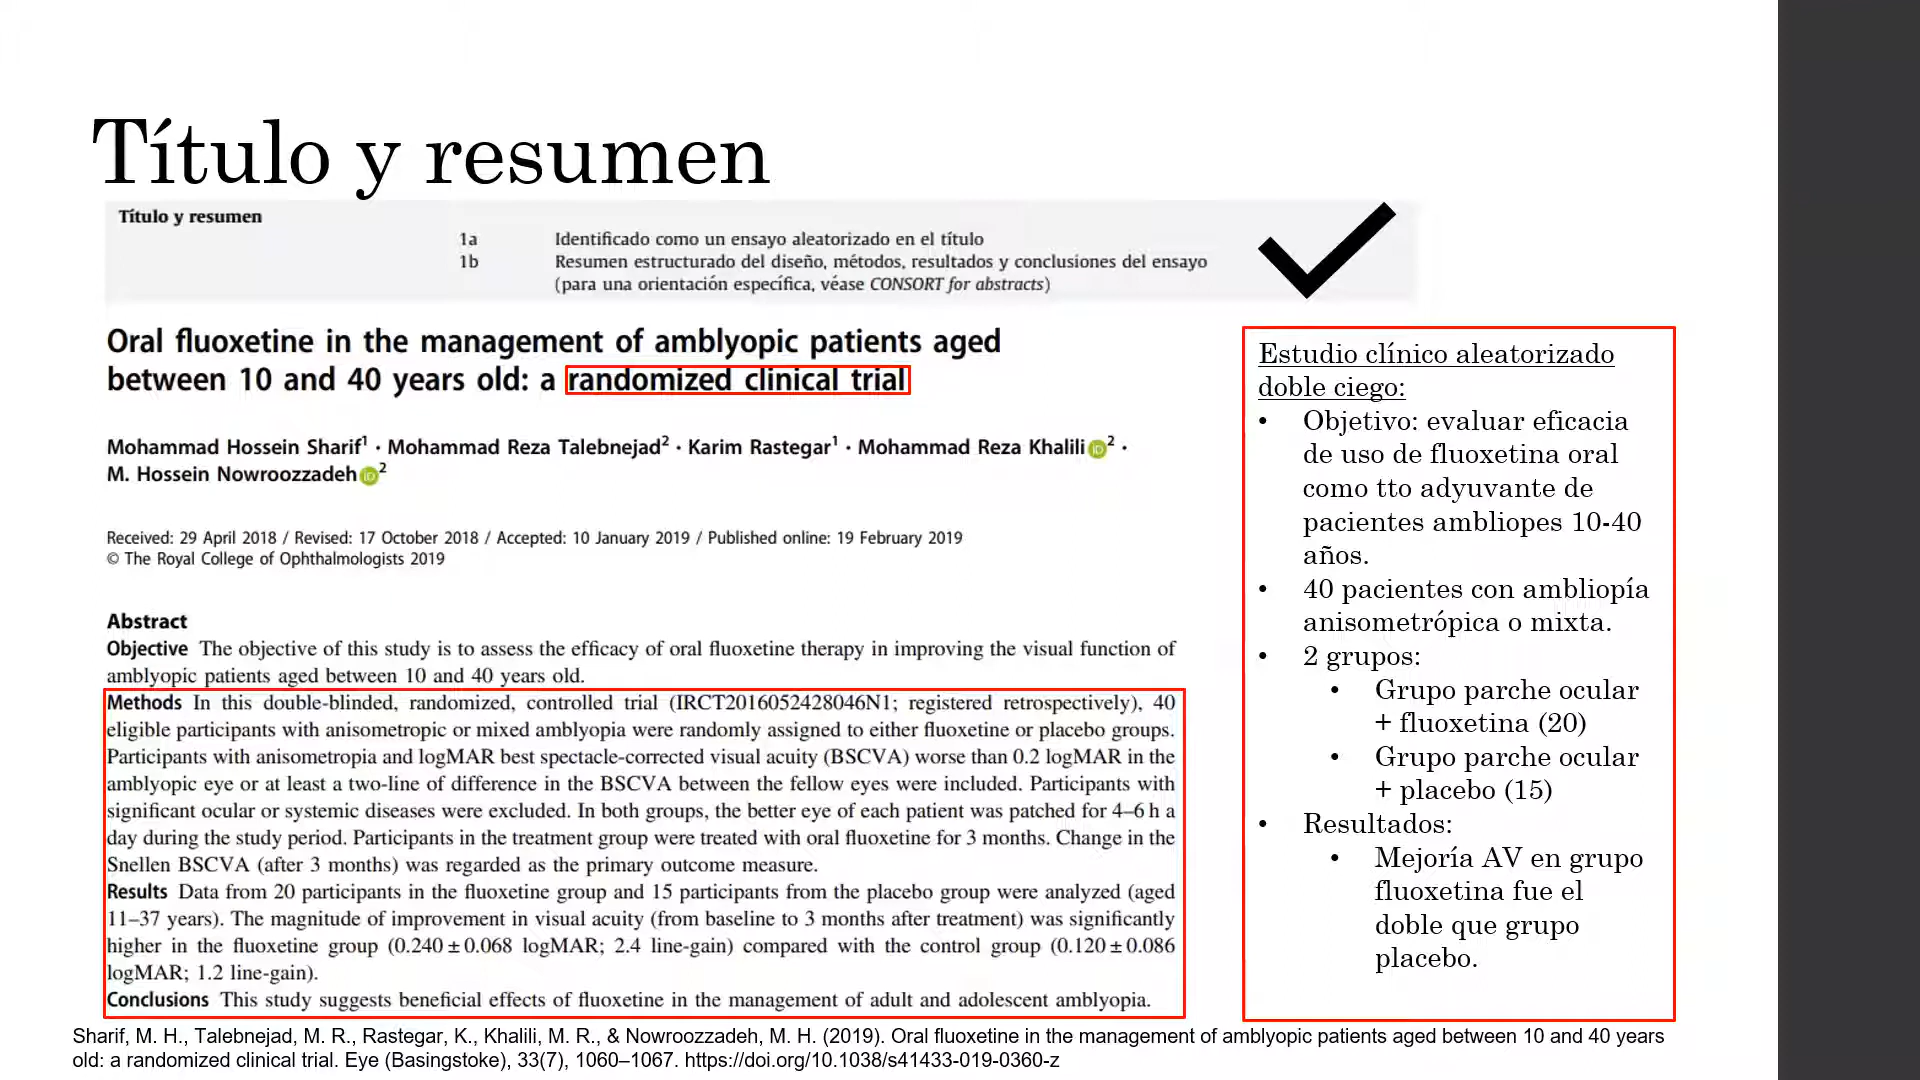 Título y resumen
Título y resumen
1a Identificado como un ensayo aleatorizado en el título
1b Resumen estructurado del diseño, métodos, resultados y conclusiones del ensayo
(para una orientación específica, véase CONSORT for abstracts)
Oral fluoxetine in the management of amblyopic patients aged
between 10 and 40 years old: a randomized clinical trial
Mohammad Hossein Sharif1 · Mohammad Reza Talebnejad2 · Karim Rastegar1 · Mohammad Reza Khalili iD 2 ·
M. Hossein Nowroozzadeh iD 2
Received: 29 April 2018 / Revised: 17 October 2018 / Accepted: 10 January 2019 / Published online: 19 February 2019
© The Royal College of Ophthalmologists 2019
Abstract
Objective The objective of this study is to assess the efficacy of oral fluoxetine therapy in improving the visual function of
amblyopic patients aged between 10 and 40 years old.
Methods In this double-blinded, randomized, controlled trial (IRCT2016052428046N1; registered retrospectively), 40
eligible participants with anisometropic or mixed amblyopia were randomly assigned to either fluoxetine or placebo groups.
Participants with anisometropia and logMAR best spectacle-corrected visual acuity (BSCVA) worse than 0.2 logMAR in the
amblyopic eye or at least a two-line of difference in the BSCVA between the fellow eyes were included. Participants with
significant ocular or systemic diseases were excluded. In both groups, the better eye of each patient was patched for 4–6 h a
day during the study period. Participants in the treatment group were treated with oral fluoxetine for 3 months. Change in the
Snellen BSCVA (after 3 months) was regarded as the primary outcome measure.
Results Data from 20 participants in the fluoxetine group and 15 participants from the placebo group were analyzed (aged
11–37 years). The magnitude of improvement in visual acuity (from baseline to 3 months after treatment) was significantly
higher in the fluoxetine group (0.240 ± 0.068 logMAR; 2.4 line-gain) compared with the control group (0.120 ± 0.086
logMAR; 1.2 line-gain).
Conclusions This study suggests beneficial effects of fluoxetine in the management of adult and adolescent amblyopia.
Estudio clínico aleatorizado
doble ciego:
• Objetivo: evaluar eficacia
de uso de fluoxetina oral
como tto adyuvante de
pacientes ambliopes 10-40
años.
• 40 pacientes con ambliopía
anisometrópica o mixta.
• 2 grupos:
• Grupo parche ocular
+ fluoxetina (20)
• Grupo parche ocular
+ placebo (15)
• Resultados:
• Mejoría AV en grupo
fluoxetina fue el
doble que grupo
placebo.
Sharif, M. H., Talebnejad, M. R., Rastegar, K., Khalili, M. R., & Nowroozzadeh, M. H. (2019). Oral fluoxetine in the management of amblyopic patients aged between 10 and 40 years
old: a randomized clinical trial. Eye (Basingstoke), 33(7), 1060–1067. https://doi.org/10.1038/s41433-019-0360-z